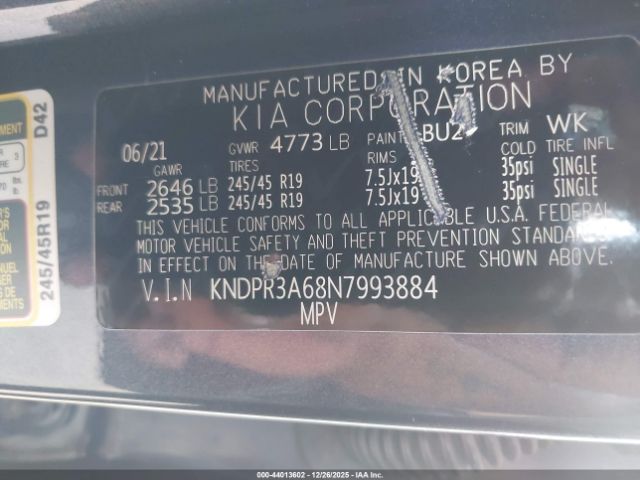 MANUFACTURED IN KOREA BY
KIA CORPORATION
06/21 GVWR 4773 LB PAINT: BU2 TRIM WK
GAWR TIRES RIMS COLD TIRE INFL
FRONT 2646 LB 245/45 R19 7.5Jx19 35psi SINGLE
REAR 2535 LB 245/45 R19 7.5Jx19 35psi SINGLE
THIS VEHICLE CONFORMS TO ALL APPLICABLE U.S.A. FEDERAL
MOTOR VEHICLE SAFETY AND THEFT PREVENTION STANDARDS
IN EFFECT ON THE DATE OF MANUFACTURE SHOWN ABOVE.
V.I.N KNDPR3A68N7993884
MPV
245/45R19 D42
000-44013602 12/26/2025 IAAI/CDS